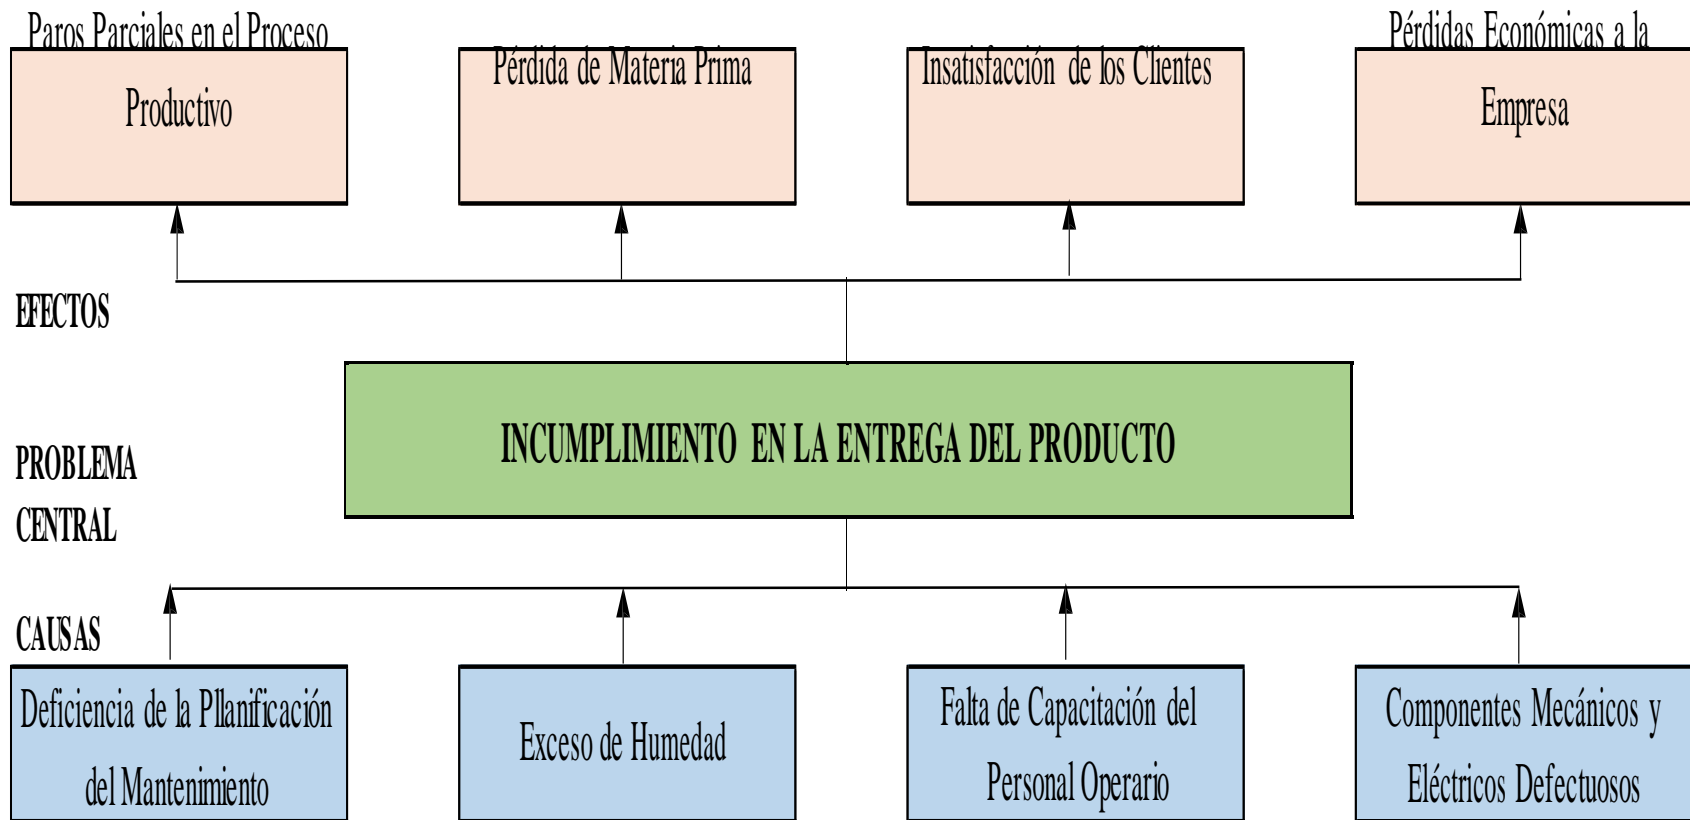 Paros Parciales en el Proceso
Productivo
Pérdida de Materia Prima
Insatisfacción de los Clientes
Pérdidas Económicas a la
Empresa
EFECTOS
INCUMPLIMIENTO EN LA ENTREGA DEL PRODUCTO
PROBLEMA
CENTRAL
CAUSAS
Deficiencia de la Pllanificación
del Mantenimiento
Exceso de Humedad
Falta de Capacitación del
Personal Operario
Componentes Mecánicos y
Eléctricos Defectuosos